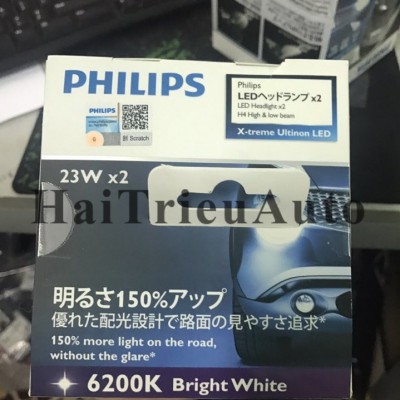 PHILIPS
Philips
LEDヘッドランプ x2
LED Headlight x2
H4 High & low beam
X-treme Ultinon LED
PHILIPS
Scratch
23W x2
HaiTrieuAuto
明るさ150%アップ
優れた配光設計で路面の見やすさ追求*
150% more light on the road,
without the glare*
6200K Bright White